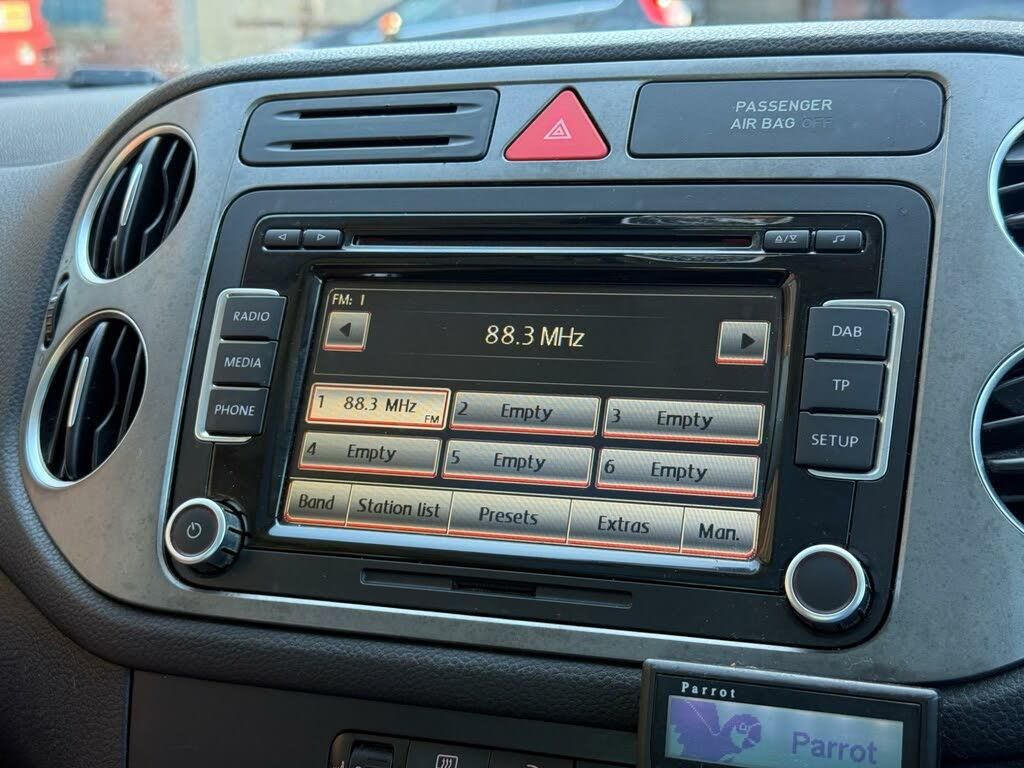 PASSENGER
AIR BAG OFF
RADIO
MEDIA
PHONE
FM: 1
88.3 MHz
1 88.3 MHz FM
2 Empty
3 Empty
4 Empty
5 Empty
6 Empty
Band
Station list
Presets
Extras
Man.
DAB
TP
SETUP
Parrot
Parrot